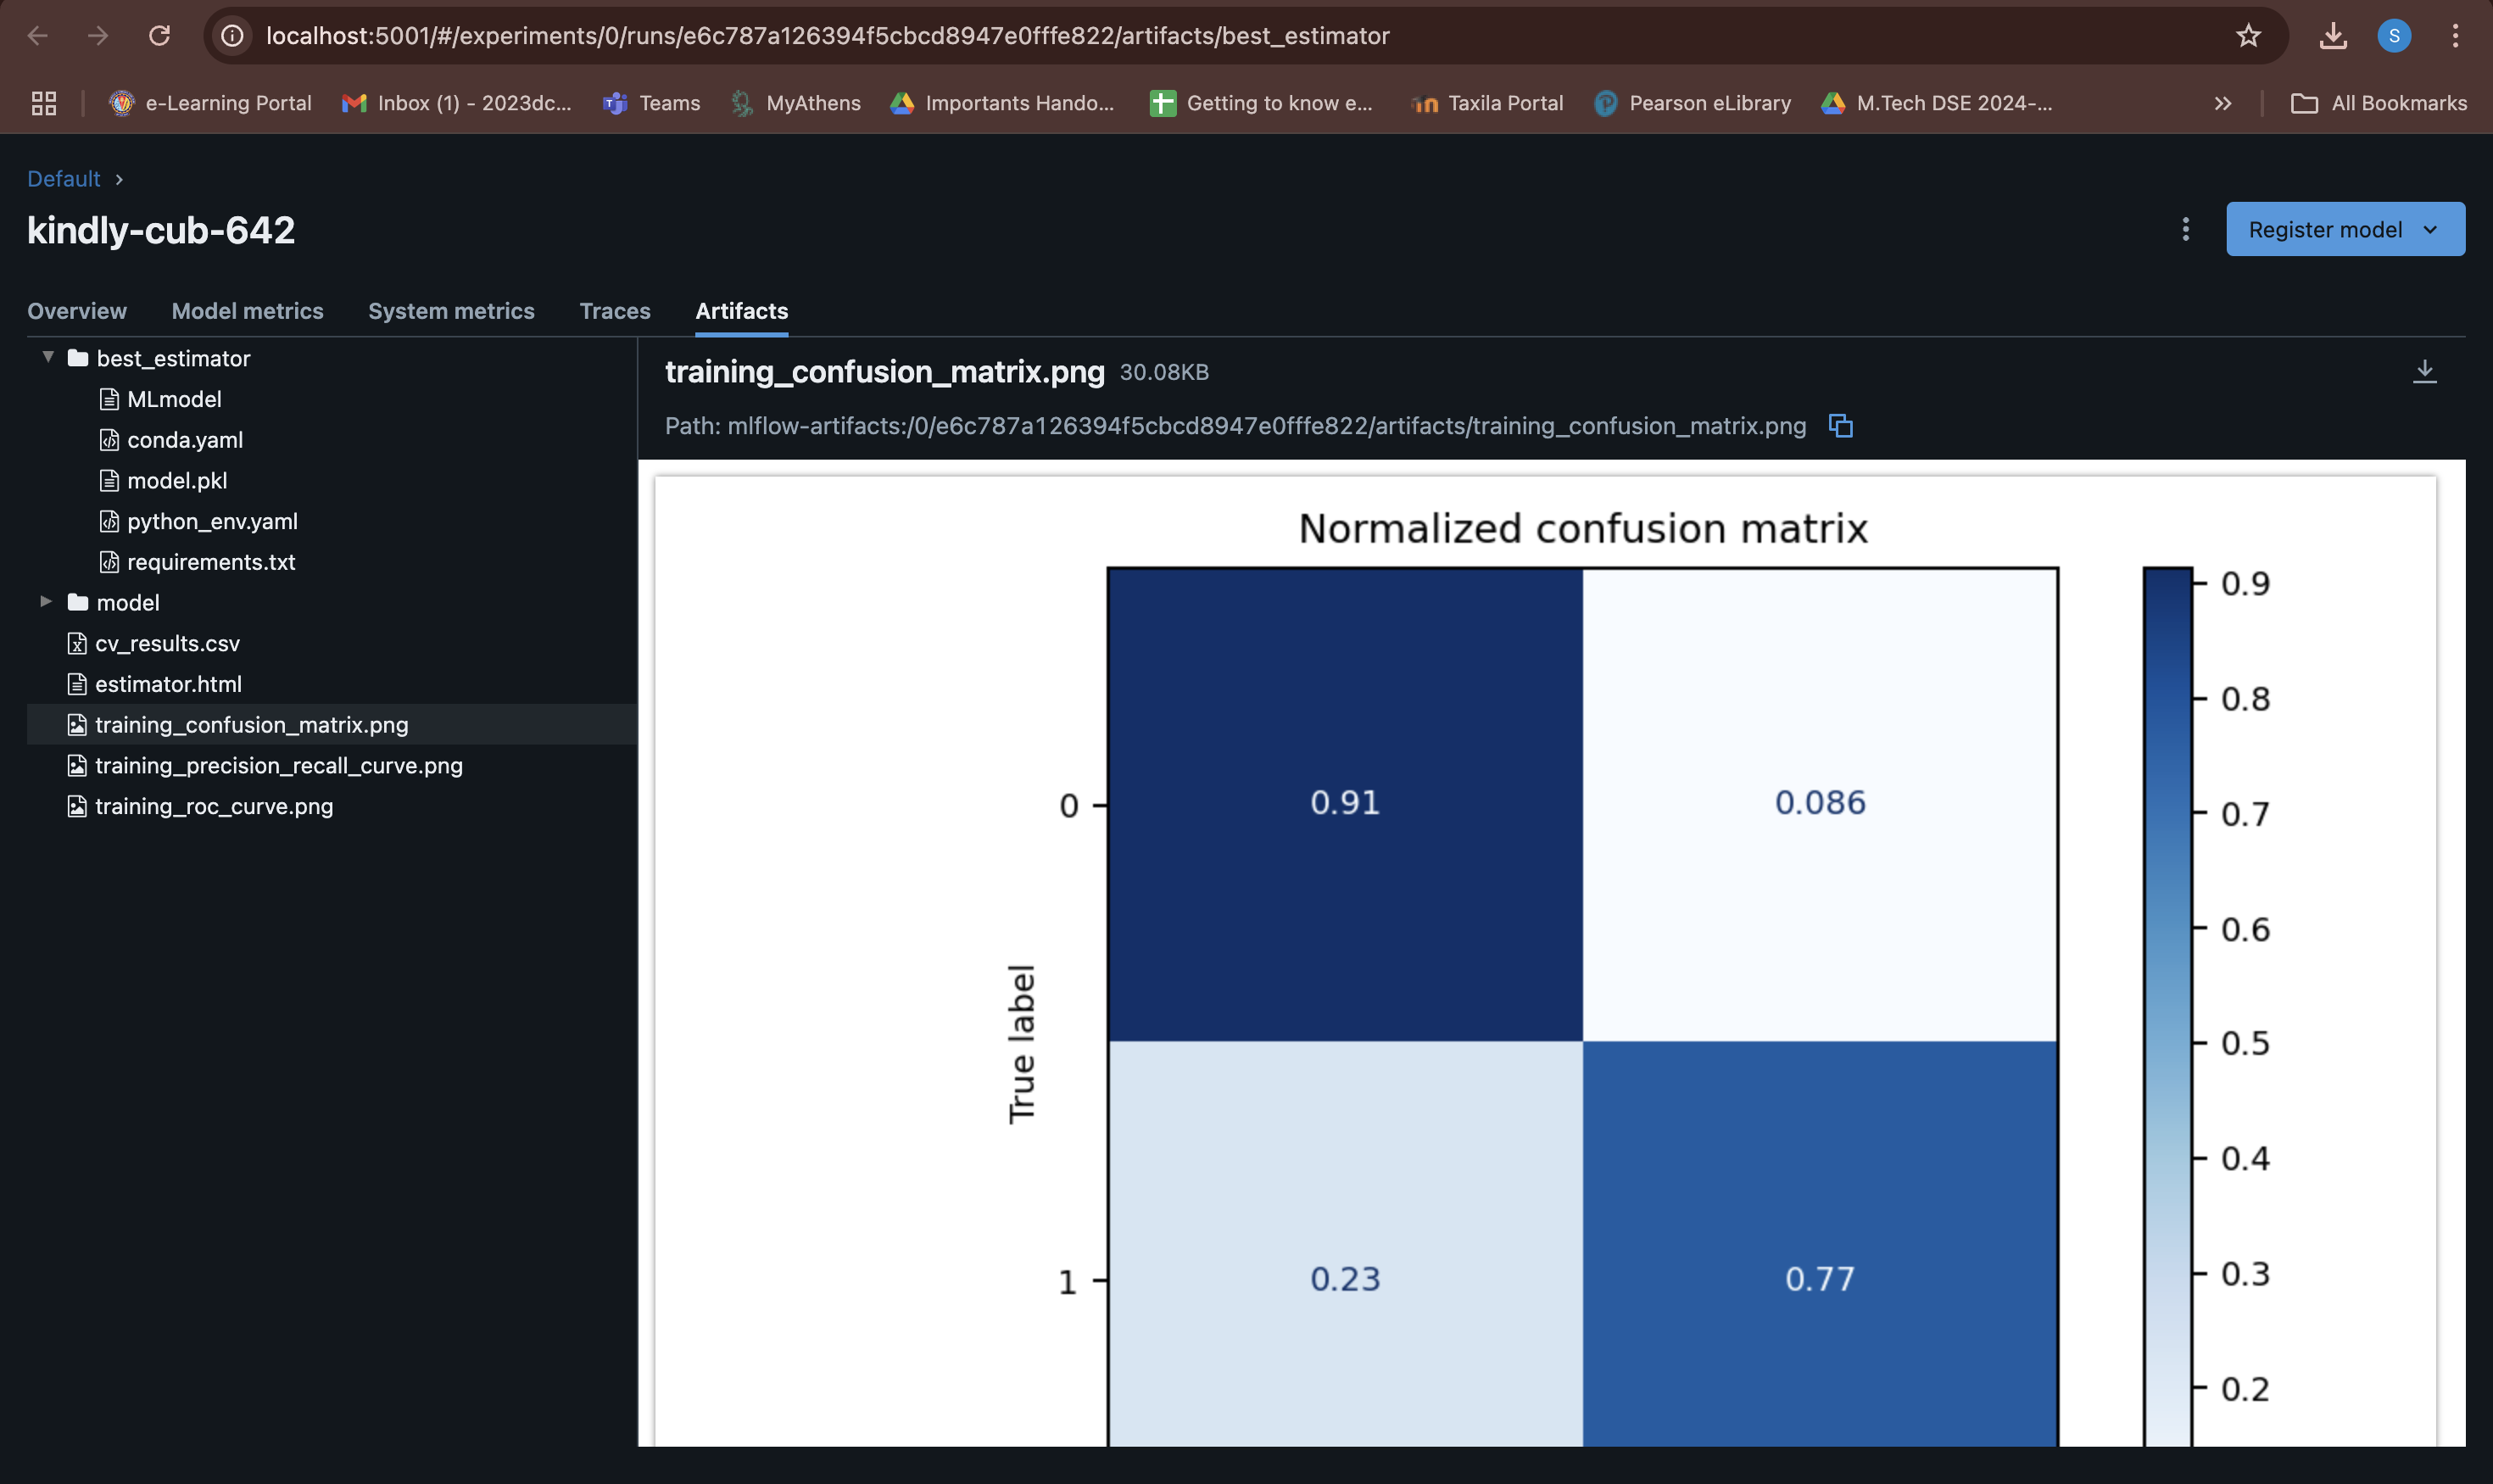 localhost:5001/#/experiments/0/runs/e6c787a126394f5cbcd8947e0fffe822/artifacts/best_estimator
S
e-Learning Portal
Inbox (1) - 2023dc...
Teams
MyAthens
Importants Hando...
Getting to know e...
Taxila Portal
Pearson eLibrary
M.Tech DSE 2024-...
All Bookmarks
Default
kindly-cub-642
Register model
Overview
Model metrics
System metrics
Traces
Artifacts
best_estimator
MLmodel
conda.yaml
model.pkl
python_env.yaml
requirements.txt
model
cv_results.csv
estimator.html
training_confusion_matrix.png
training_precision_recall_curve.png
training_roc_curve.png
training_confusion_matrix.png 30.08KB
Path: mlflow-artifacts:/0/e6c787a126394f5cbcd8947e0fffe822/artifacts/training_confusion_matrix.png
Normalized confusion matrix
True label
0
1
0.91
0.086
0.23
0.77
0.9
0.8
0.7
0.6
0.5
0.4
0.3
0.2